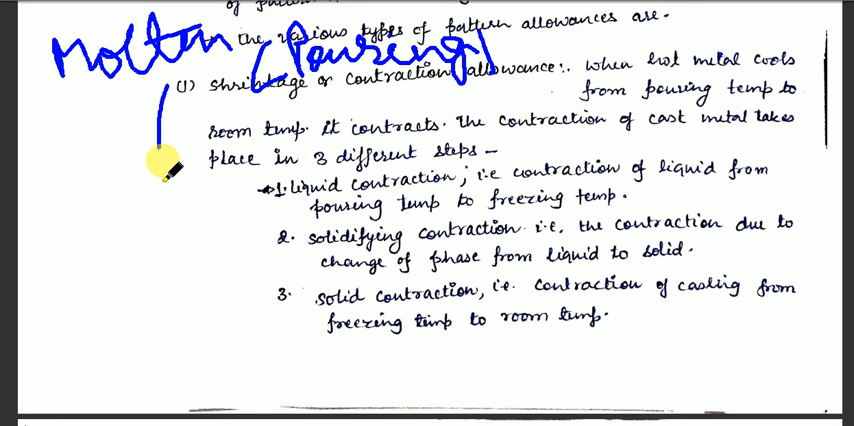 of
the various types of pattern allowances are.
Molten (Pouring)
(1) Shrinkage or contraction allowance:. when hot metal cools
from pouring temp to
room temp. it contracts. The contraction of cast metal takes
place in 3 different steps -
1. liquid contraction, i.e contraction of liquid from
pouring temp to freezing temp.
2. solidifying contraction i.e, the contraction due to
change of phase from liquid to solid.
3. solid contraction, i.e. contraction of casting from
freezing temp to room temp.